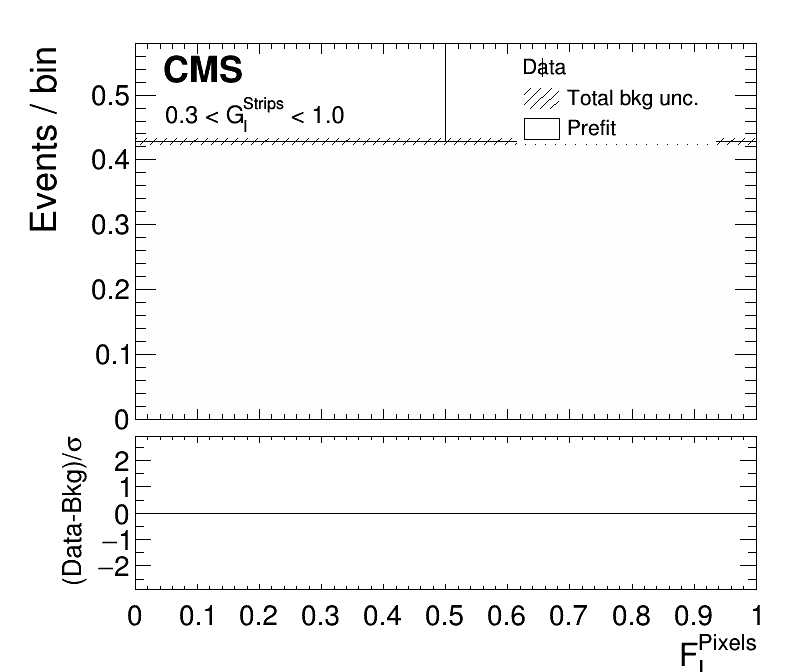 CMS
0.3 < G_l^Strips < 1.0
Data
Total bkg unc.
Prefit
Events / bin
0.5
0.4
0.3
0.2
0.1
0
(Data-Bkg)/σ
2
1
0
−1
−2
0 0.1 0.2 0.3 0.4 0.5 0.6 0.7 0.8 0.9 1
F_l^Pixels